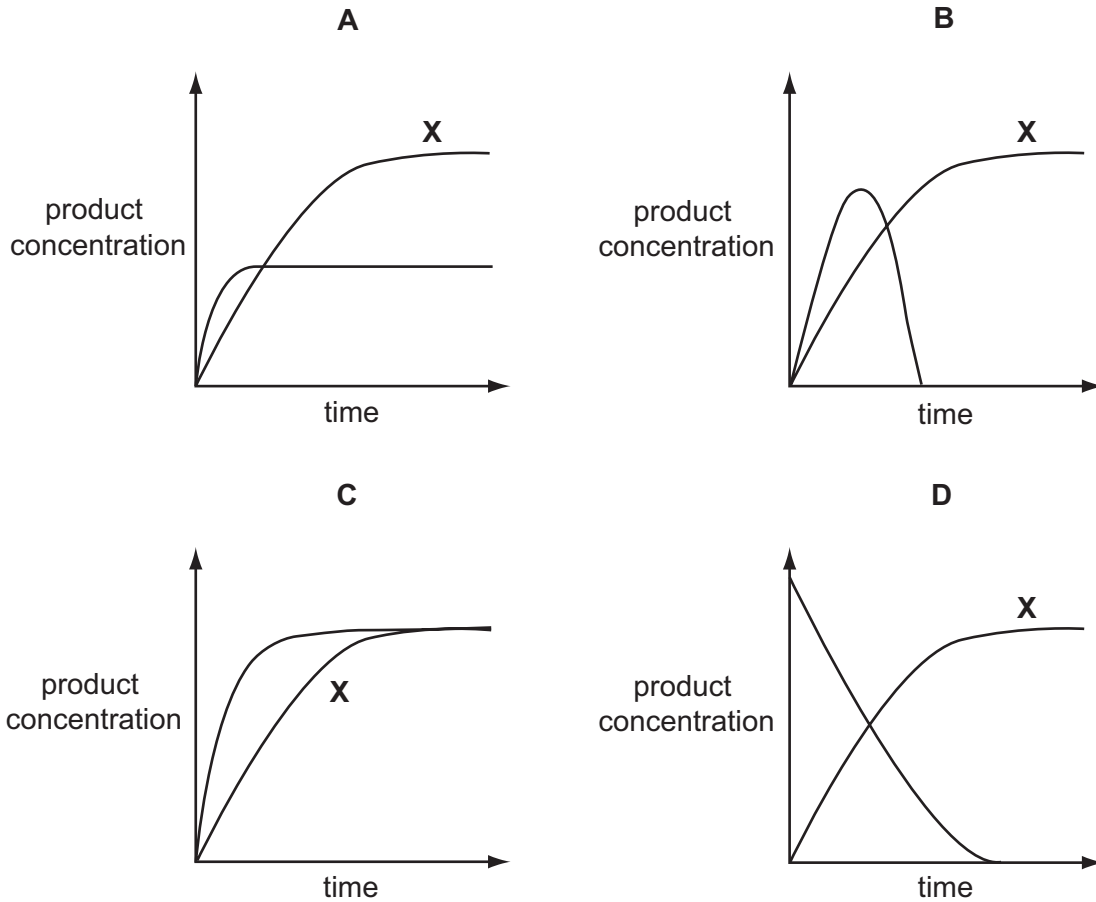 A
X
product
concentration
time
B
X
product
concentration
time
C
X
product
concentration
time
D
X
product
concentration
time